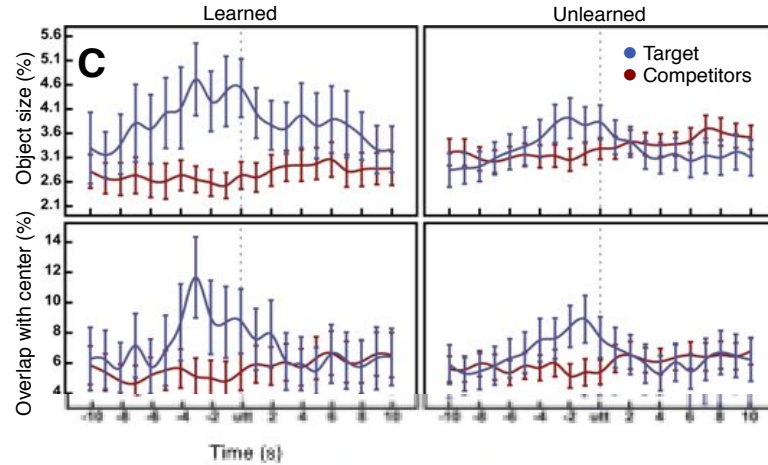 Learned
Unlearned
C
Target
Competitors
Object size (%)
5.6
5.1
4.6
4.1
3.6
3.1
2.6
2.1
Overlap with center (%)
14
12
10
8
6
4
-10 -8 -6 -4 -2 utt 2 4 6 8 10
-10 -8 -6 -4 -2 utt 2 4 6 8 10
Time (s)